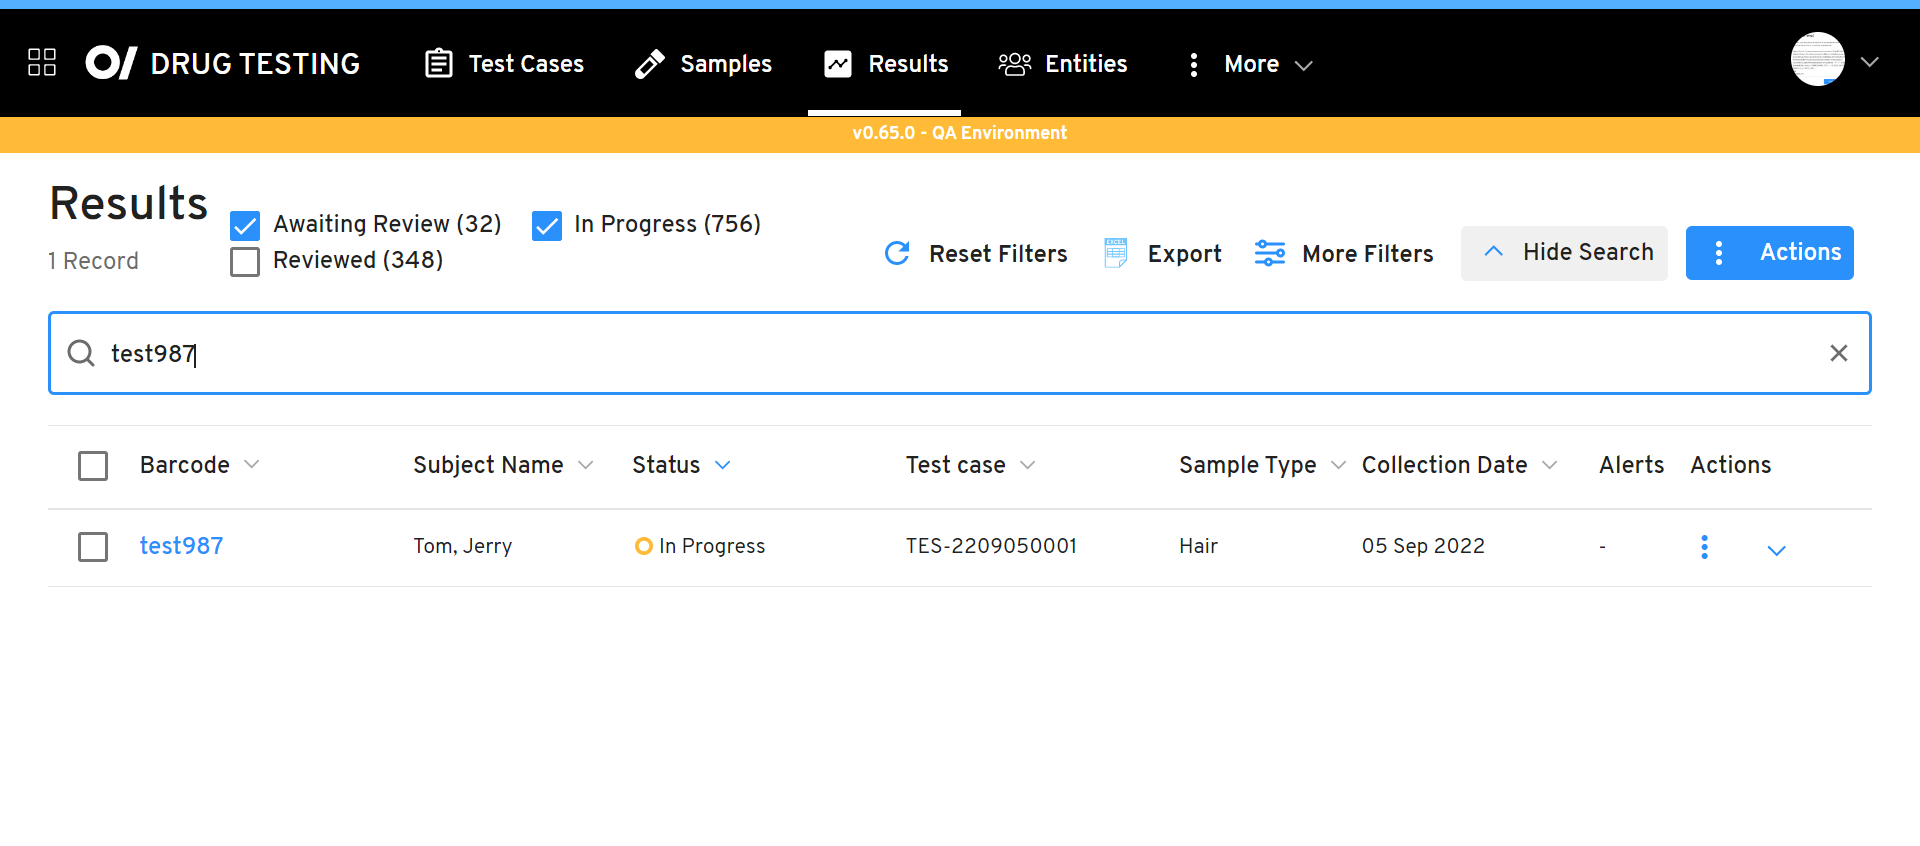 DRUG TESTING Test Cases Samples Results Entities More
v0.65.0 - QA Environment
Results
Awaiting Review (32) In Progress (756)
1 Record
Reviewed (348)
Reset Filters Export More Filters Hide Search Actions
test987
Barcode Subject Name Status Test case Sample Type Collection Date Alerts Actions
test987 Tom, Jerry In Progress TES-2209050001 Hair 05 Sep 2022 -